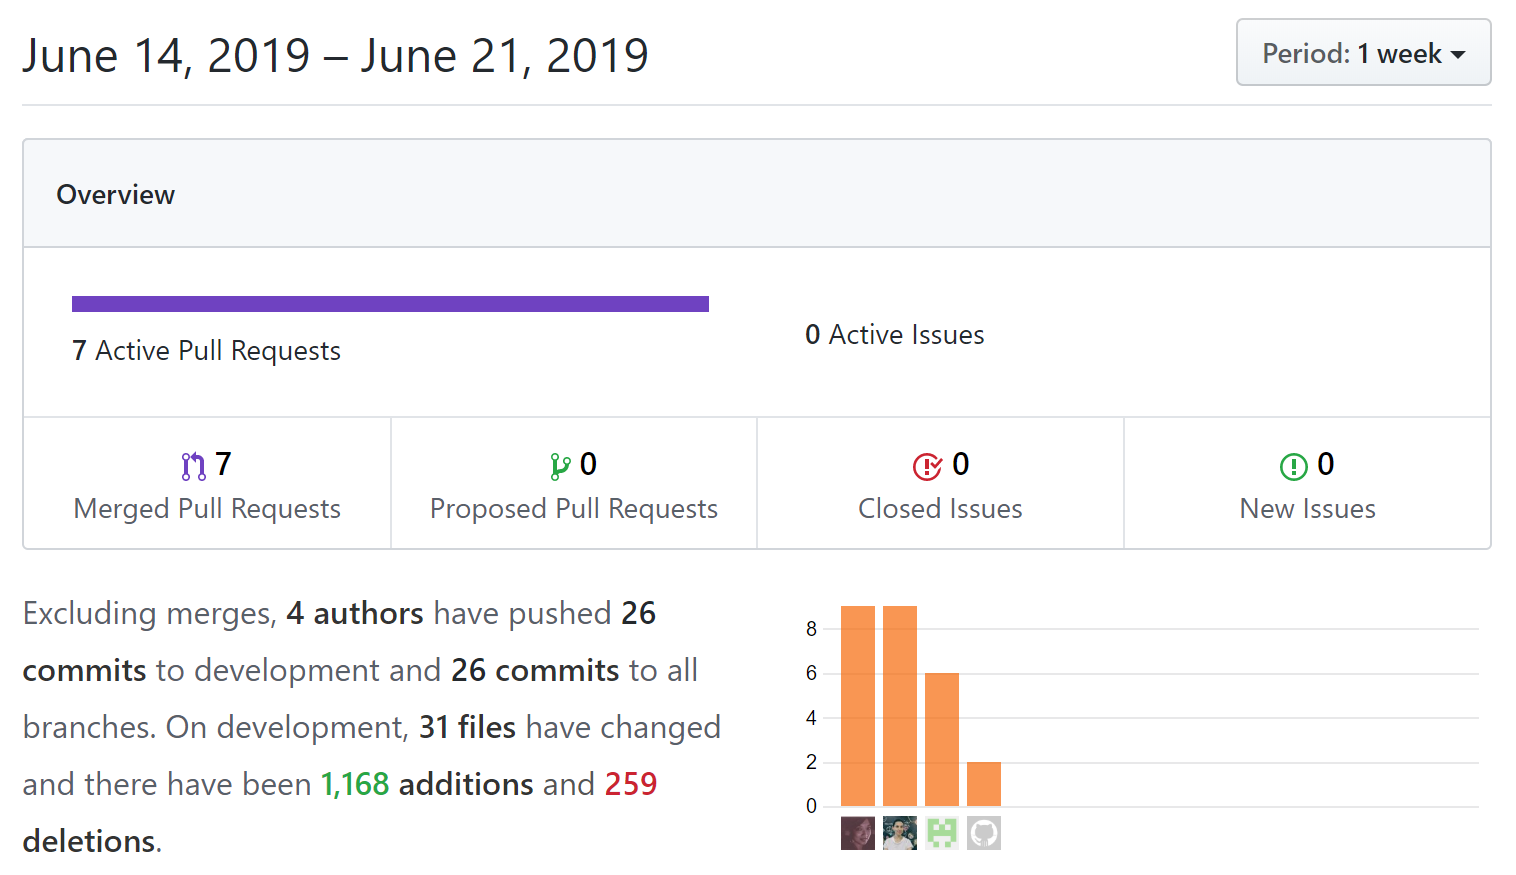 June 14, 2019 – June 21, 2019
Period: 1 week
Overview
7 Active Pull Requests
0 Active Issues
7
Merged Pull Requests
0
Proposed Pull Requests
0
Closed Issues
0
New Issues
Excluding merges, 4 authors have pushed 26
commits to development and 26 commits to all
branches. On development, 31 files have changed
and there have been 1,168 additions and 259
deletions.
8
6
4
2
0